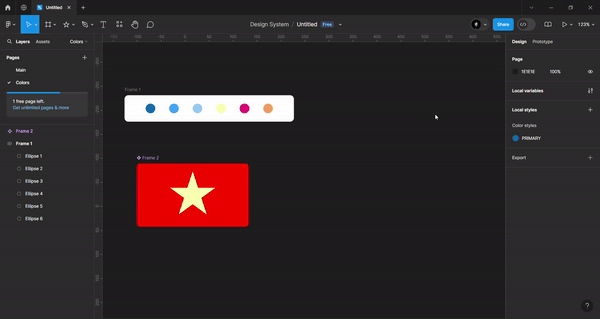 Untitled
Design System / Untitled Free
Share
123%
Layers Assets Colors
Pages
Main
Colors
1 free page left.
Get unlimited pages & more
Frame 2
Frame 1
Ellipse 1
Ellipse 2
Ellipse 3
Ellipse 4
Ellipse 5
Ellipse 6
Frame 1
Frame 2
Design Prototype
Page
1E1E1E 100%
Local variables
Local styles
Color styles
PRIMARY
Export
?